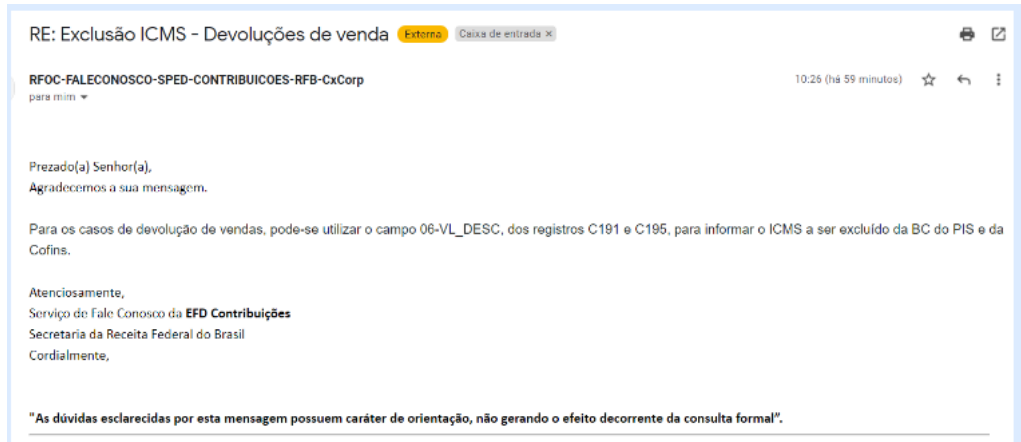 RE: Exclusão ICMS - Devoluções de venda Externa Caixa de entrada ×
RFOC-FALECONOSCO-SPED-CONTRIBUICOES-RFB-CxCorp 10:26 (há 59 minutos)
para mim
Prezado(a) Senhor(a),
Agradecemos a sua mensagem.
Para os casos de devolução de vendas, pode-se utilizar o campo 06-VL_DESC, dos registros C191 e C195, para informar o ICMS a ser excluído da BC do PIS e da
Cofins.
Atenciosamente,
Serviço de Fale Conosco da EFD Contribuições
Secretaria da Receita Federal do Brasil
Cordialmente,
"As dúvidas esclarecidas por esta mensagem possuem caráter de orientação, não gerando o efeito decorrente da consulta formal".